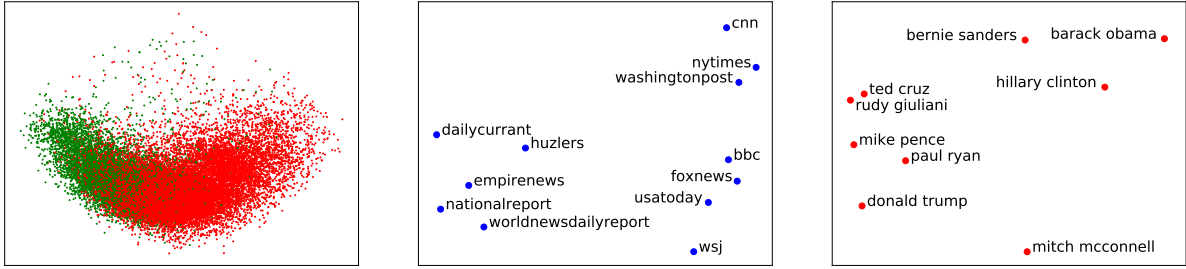 cnn
nytimes
washingtonpost
dailycurrant
huzlers
bbc
foxnews
empirenews
usatoday
nationalreport
worldnewsdailyreport
wsj
bernie sanders
barack obama
hillary clinton
ted cruz
rudy giuliani
mike pence
paul ryan
donald trump
mitch mcconnell